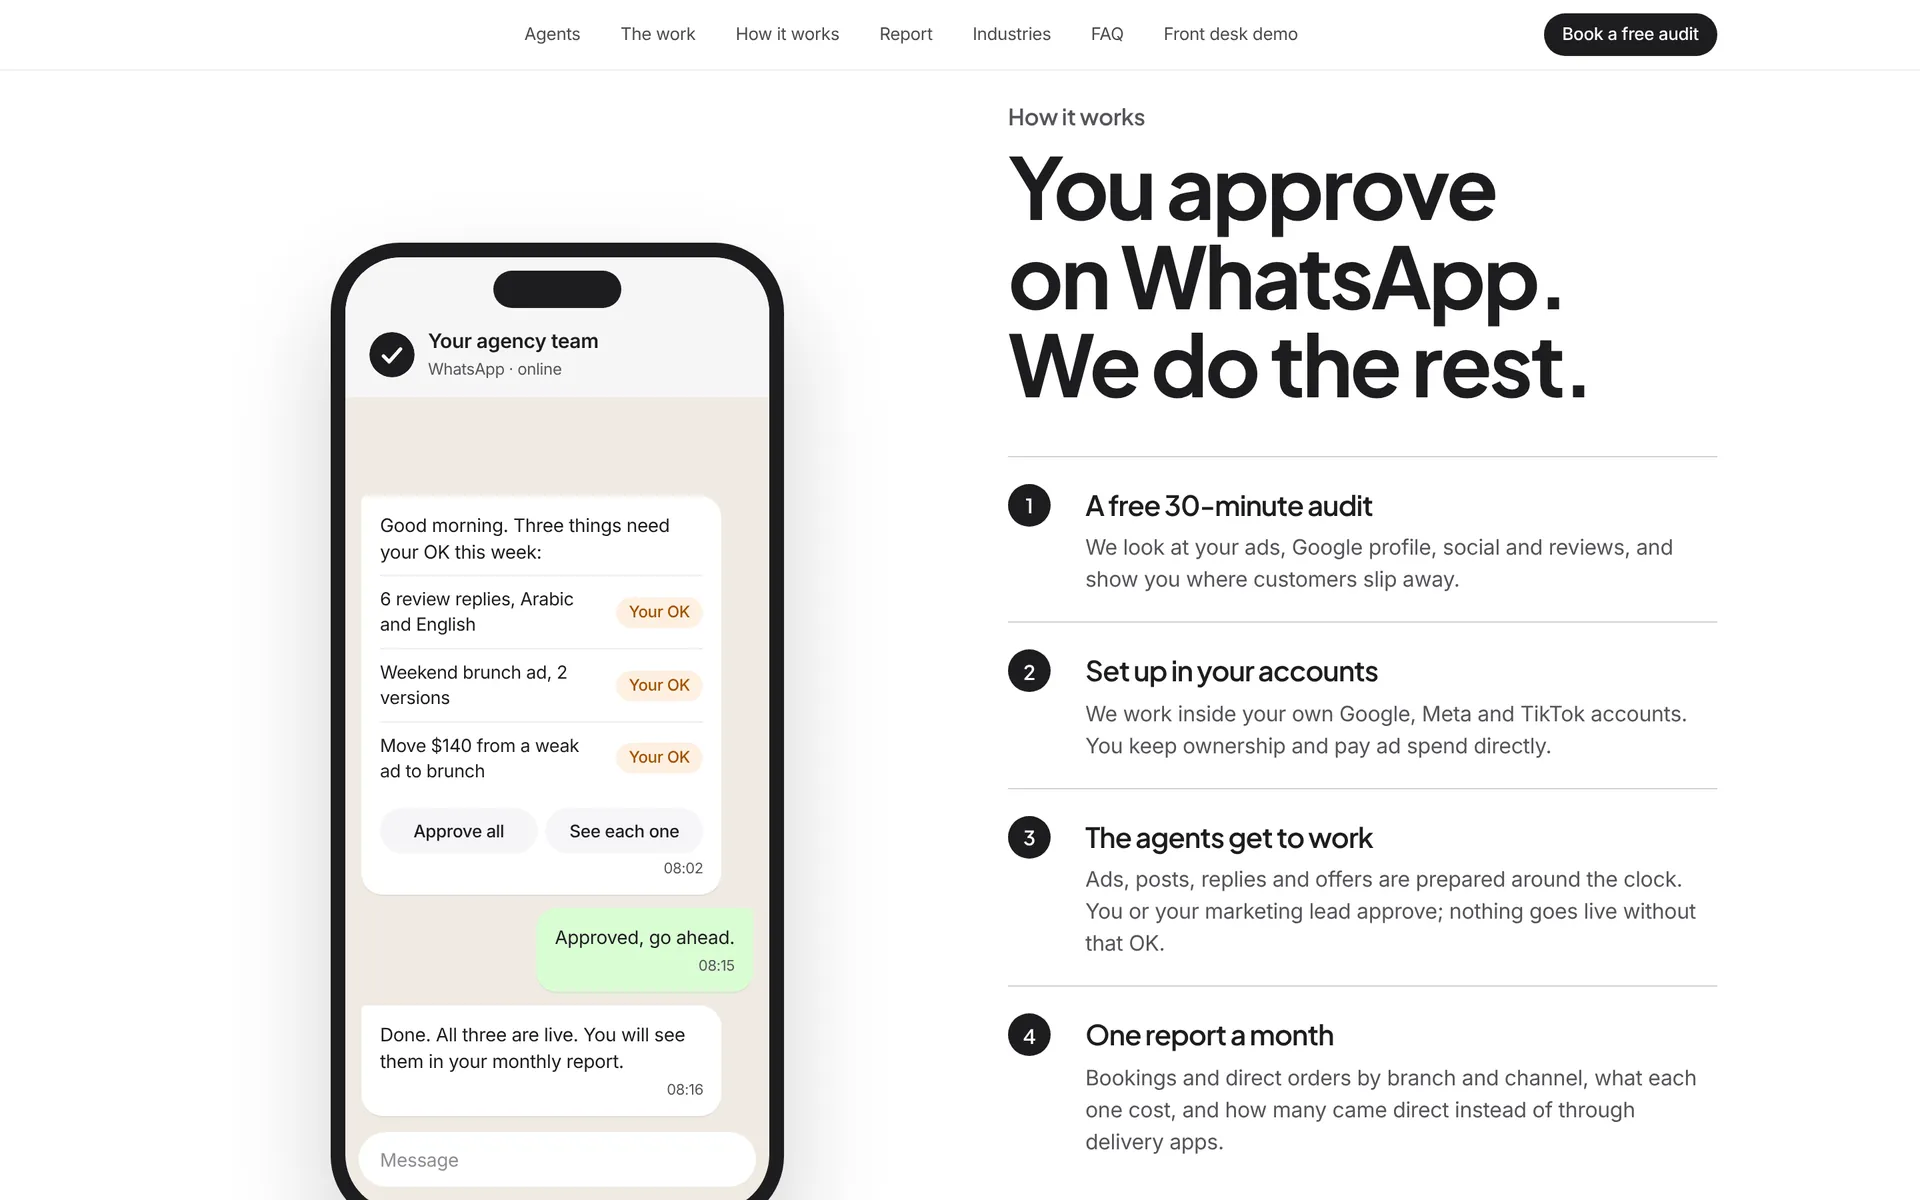 Agents
The work
How it works
Report
Industries
FAQ
Front desk demo
Book a free audit
Your agency team
WhatsApp · online
Good morning. Three things need
your OK this week:
6 review replies, Arabic
and English
Your OK
Weekend brunch ad, 2
versions
Your OK
Move $140 from a weak
ad to brunch
Your OK
Approve all
See each one
08:02
Approved, go ahead.
08:15
Done. All three are live. You will see
them in your monthly report.
08:16
Message
How it works
You approve
on WhatsApp.
We do the rest.
1
A free 30-minute audit
We look at your ads, Google profile, social and reviews, and
show you where customers slip away.
2
Set up in your accounts
We work inside your own Google, Meta and TikTok accounts.
You keep ownership and pay ad spend directly.
3
The agents get to work
Ads, posts, replies and offers are prepared around the clock.
You or your marketing lead approve; nothing goes live without
that OK.
4
One report a month
Bookings and direct orders by branch and channel, what each
one cost, and how many came direct instead of through
delivery apps.